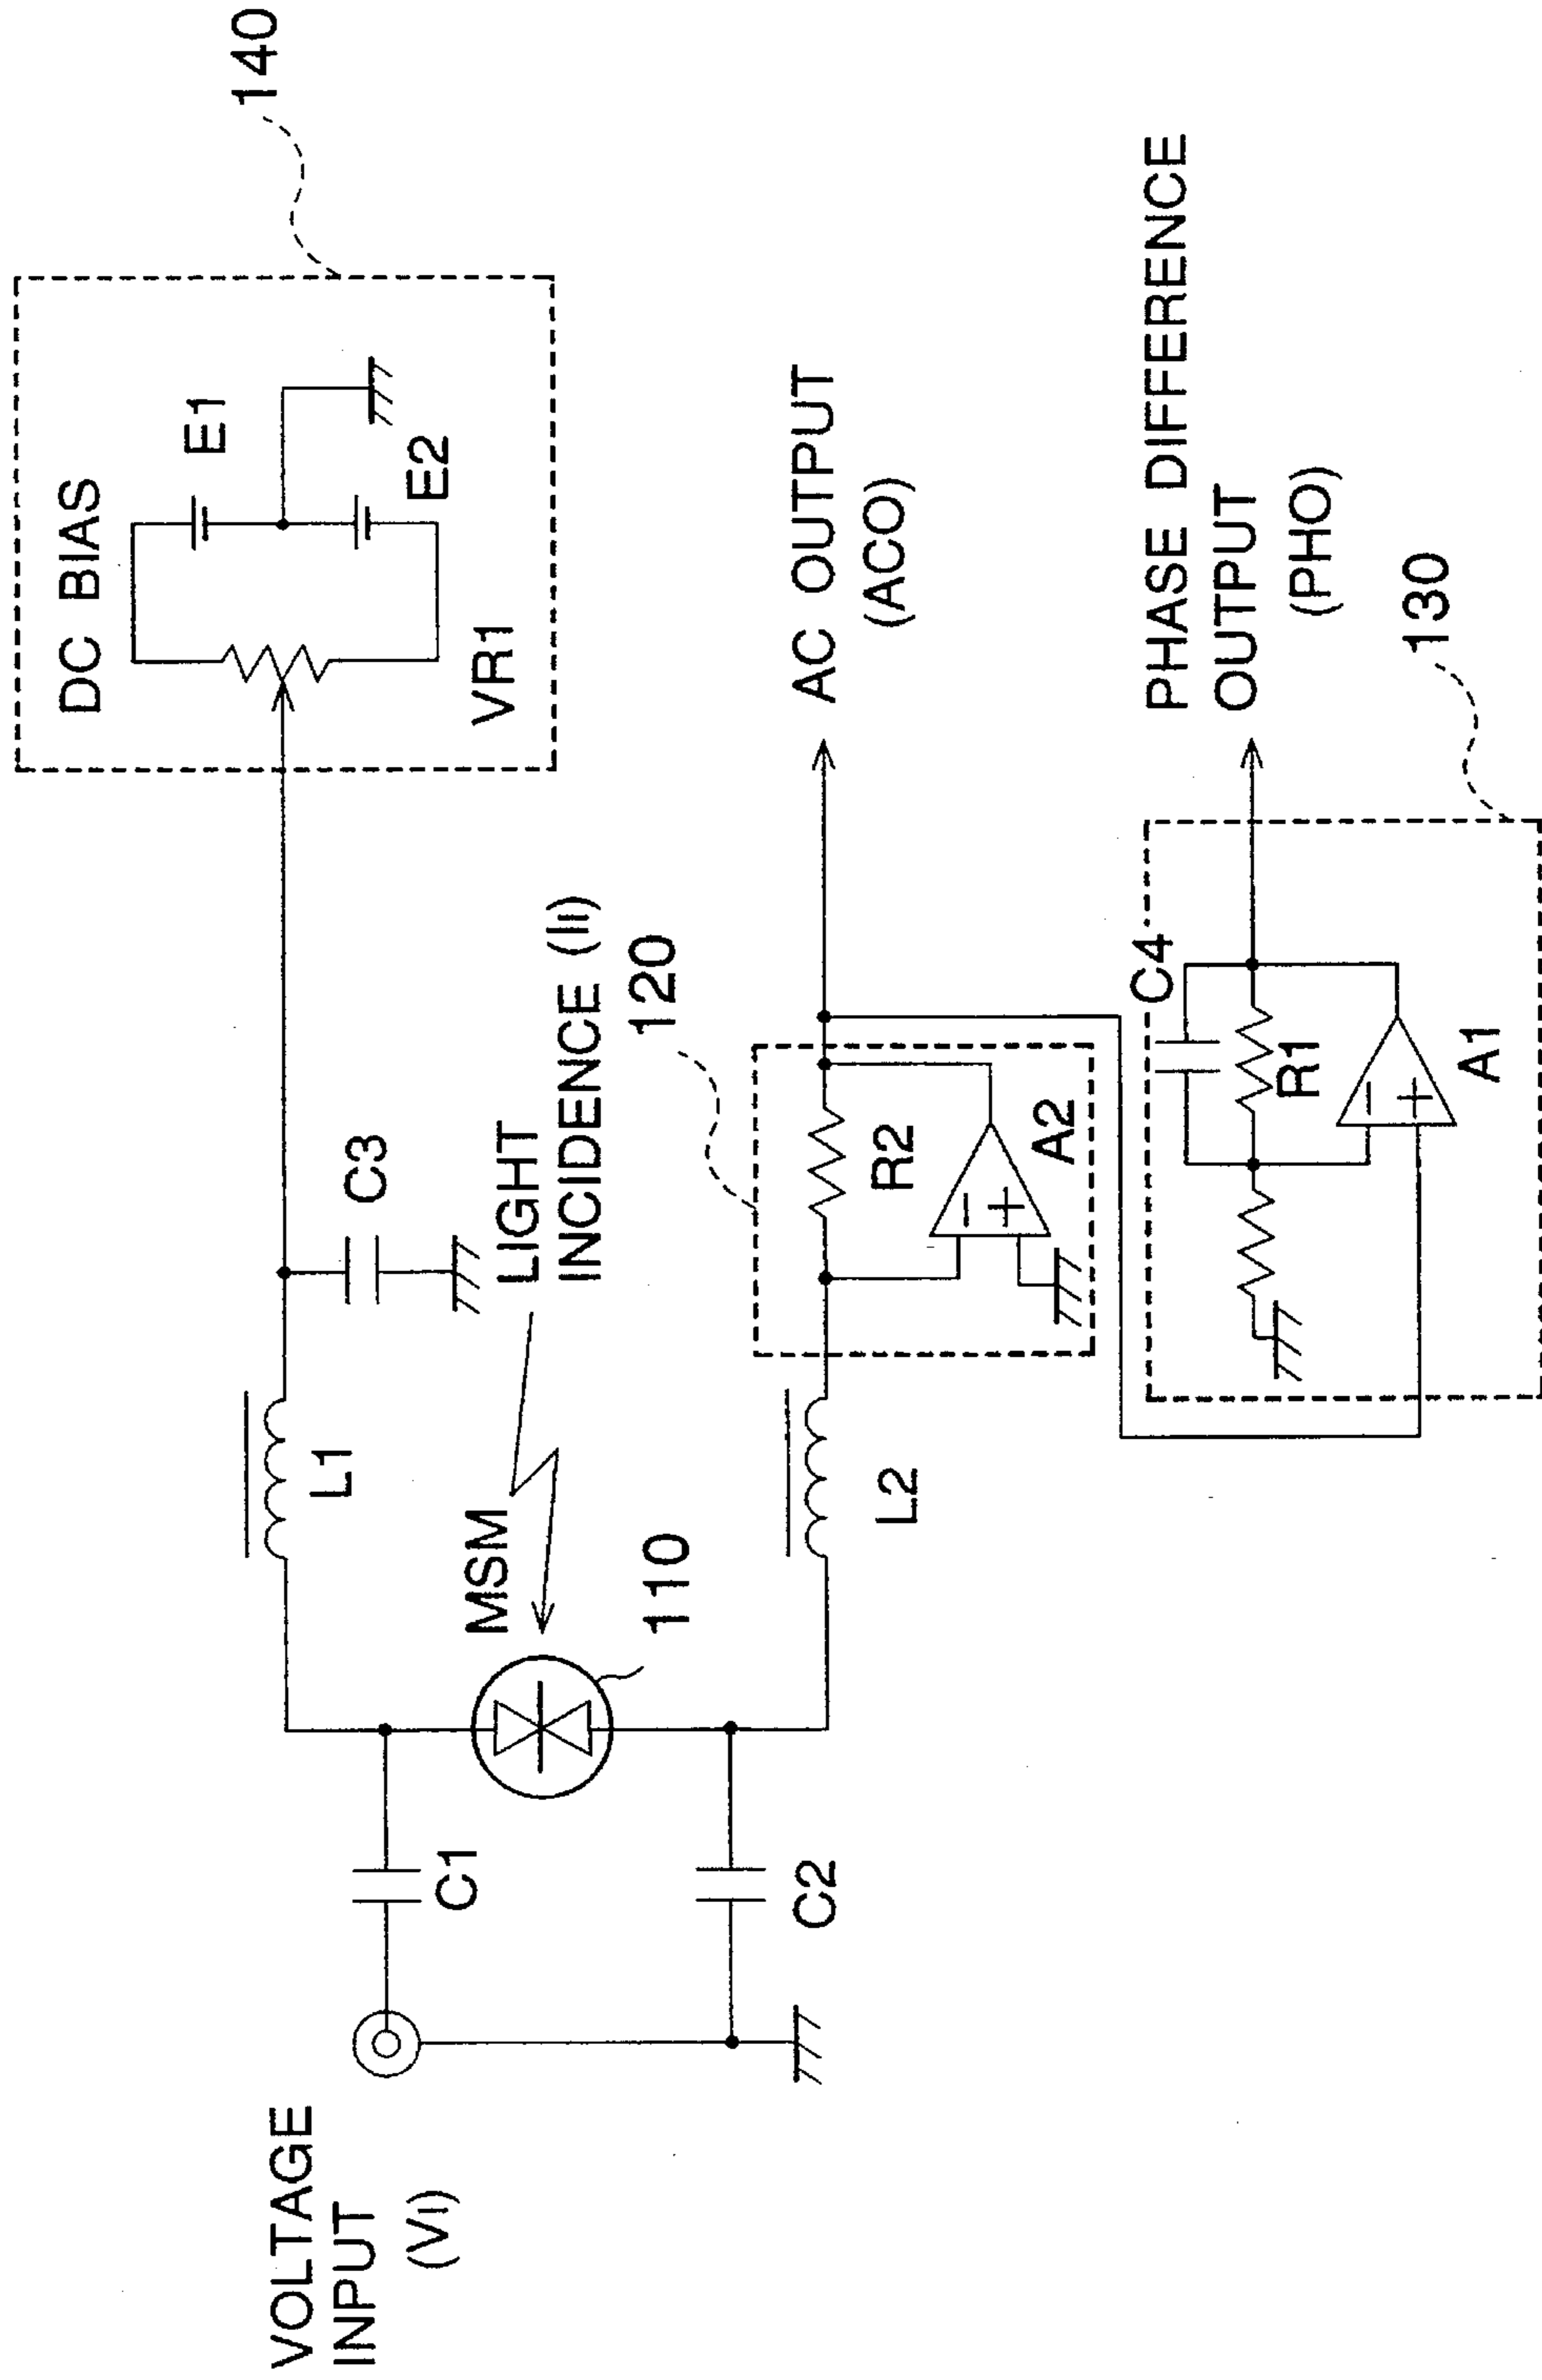 140
DC BIAS
E1
E2
VR1
VOLTAGE
INPUT
(VI)
C1
C2
MSM
110
L1
C3
LIGHT
INCIDENCE (II)
120
L2
R2
−
+
A2
AC OUTPUT
(ACO)
C4
R1
−
+
A1
PHASE DIFFERENCE
OUTPUT
(PHO)
130